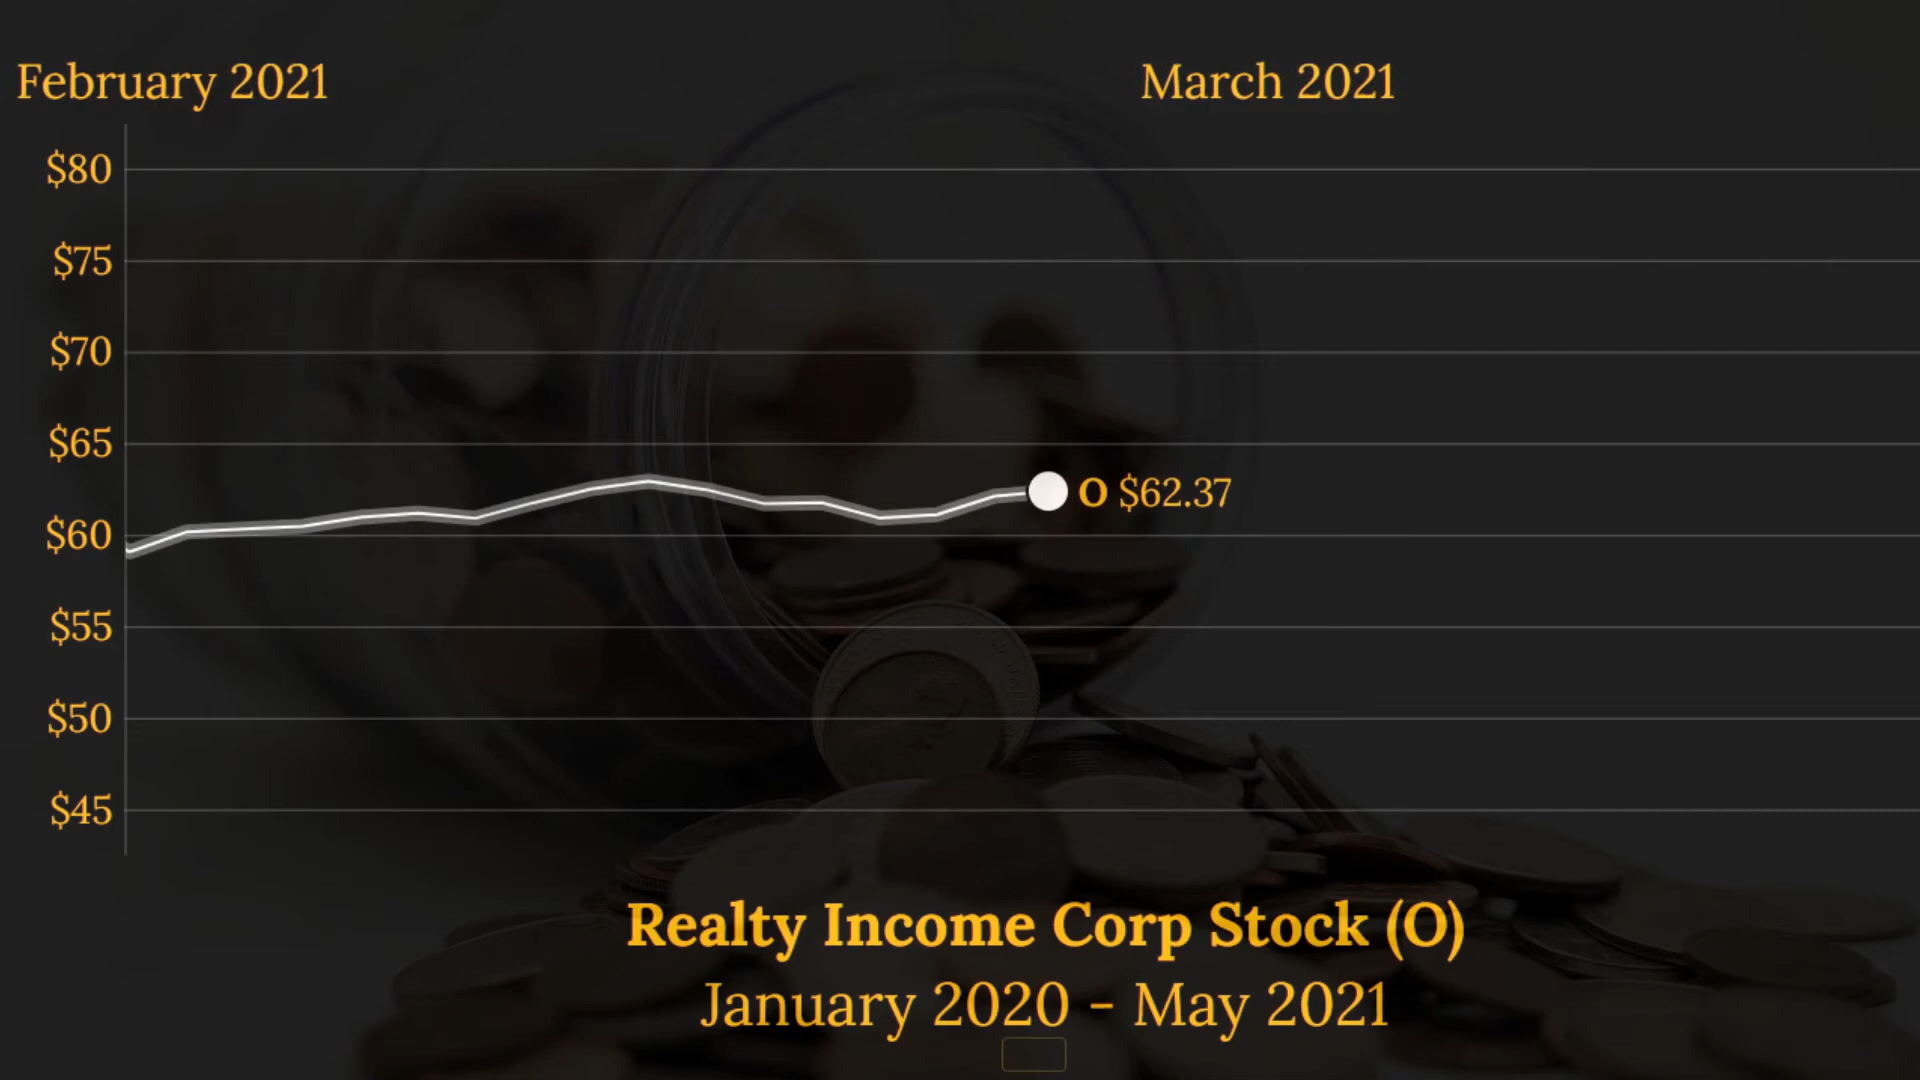 February 2021
March 2021
$80
$75
$70
$65
O $62.37
$60
$55
$50
$45
Realty Income Corp Stock (O)
January 2020 - May 2021